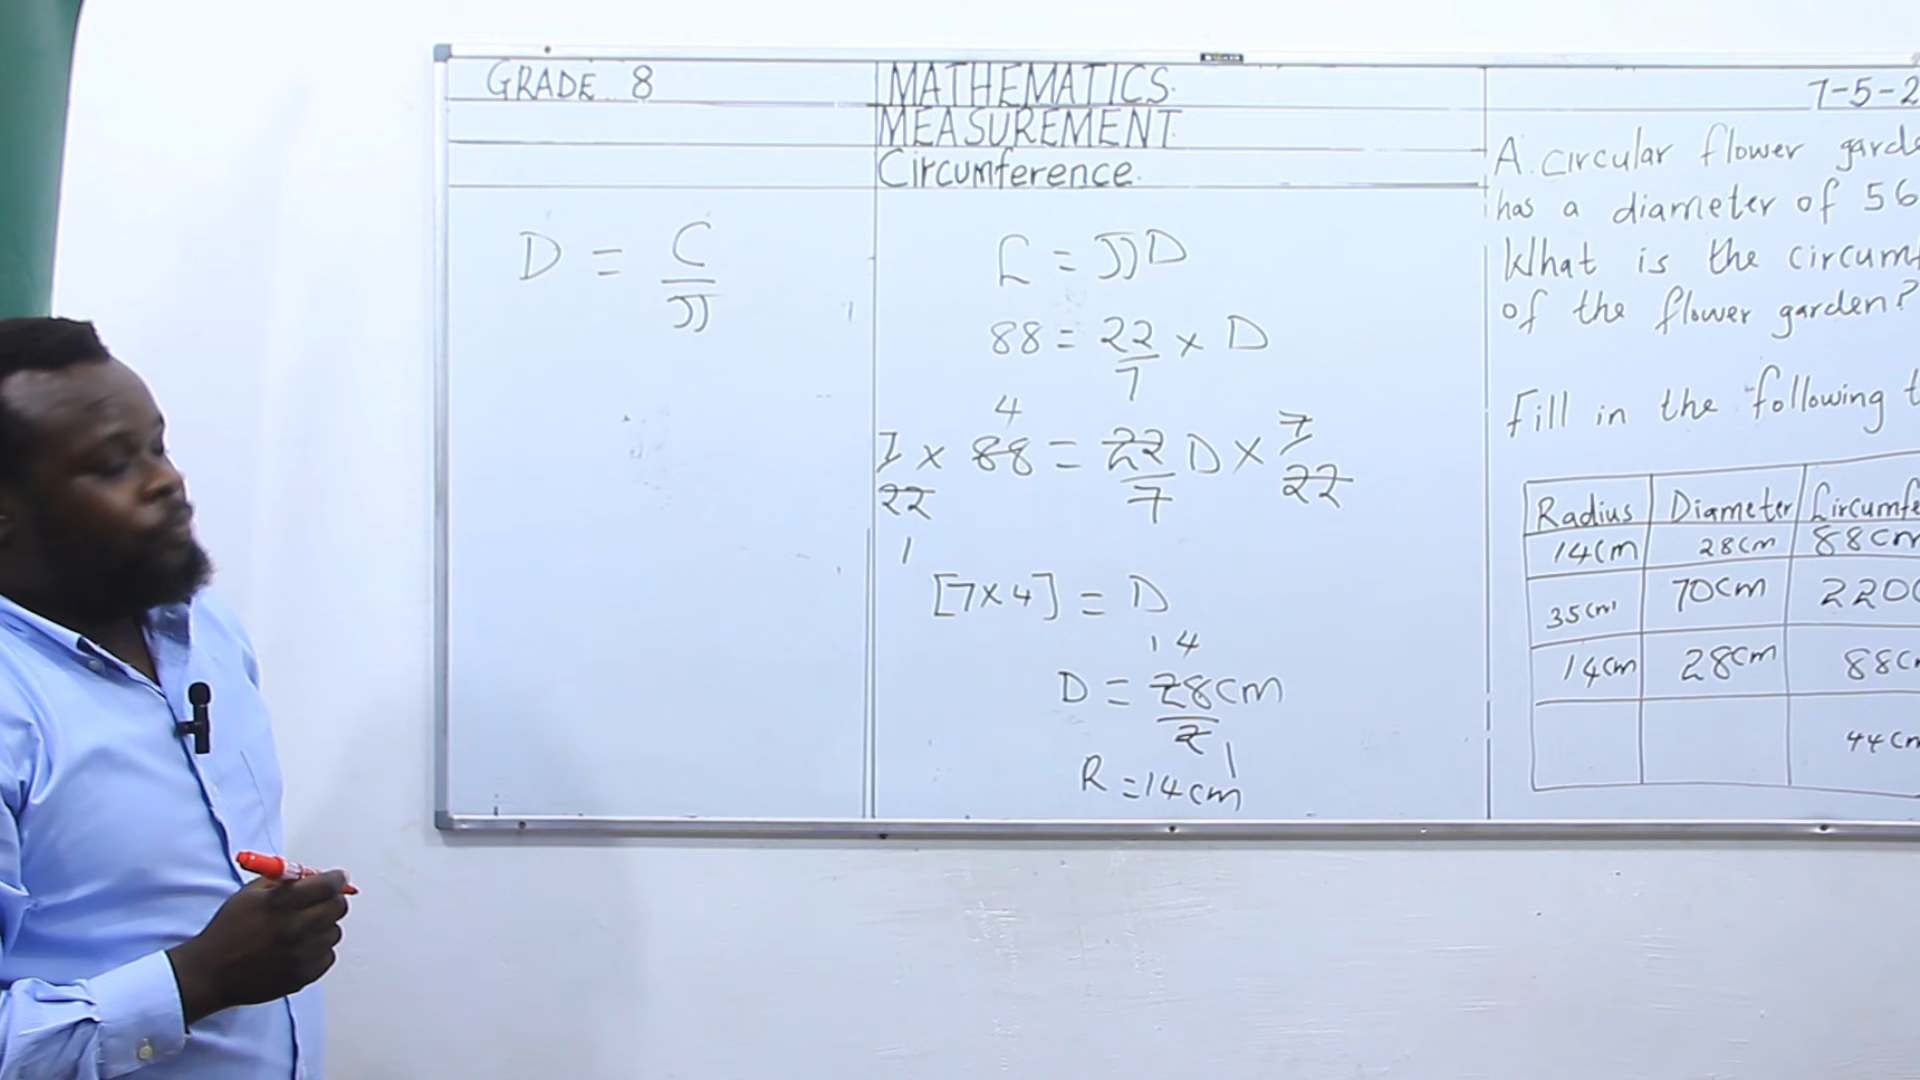 GRADE 8
MATHEMATICS
MEASUREMENT
Circumference.
D = C/π
C = πD
88 = 22/7 × D
4
7/22 × 88 = 22/7 D × 7/22
1
[7×4] = D
14
D = 28cm/2
1
R = 14cm
7-5-2
A circular flower garde
has a diameter of 56
What is the circumf
of the flower garden?
Fill in the following t
Radius Diameter Circumfe
14cm 28cm 88cm
35cm 70cm 220c
14cm 28cm 88cm
44cm